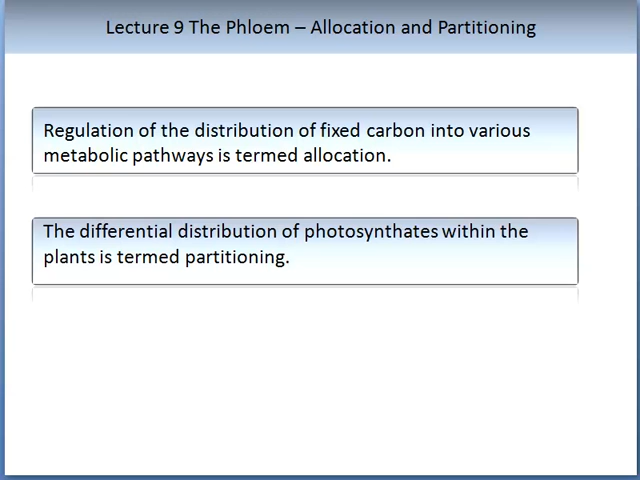 Lecture 9 The Phloem – Allocation and Partitioning
Regulation of the distribution of fixed carbon into various
metabolic pathways is termed allocation.
The differential distribution of photosynthates within the
plants is termed partitioning.